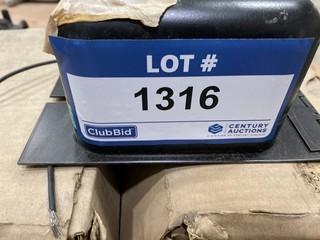 LOT #
1316
ClubBid
CENTURY
AUCTIONS